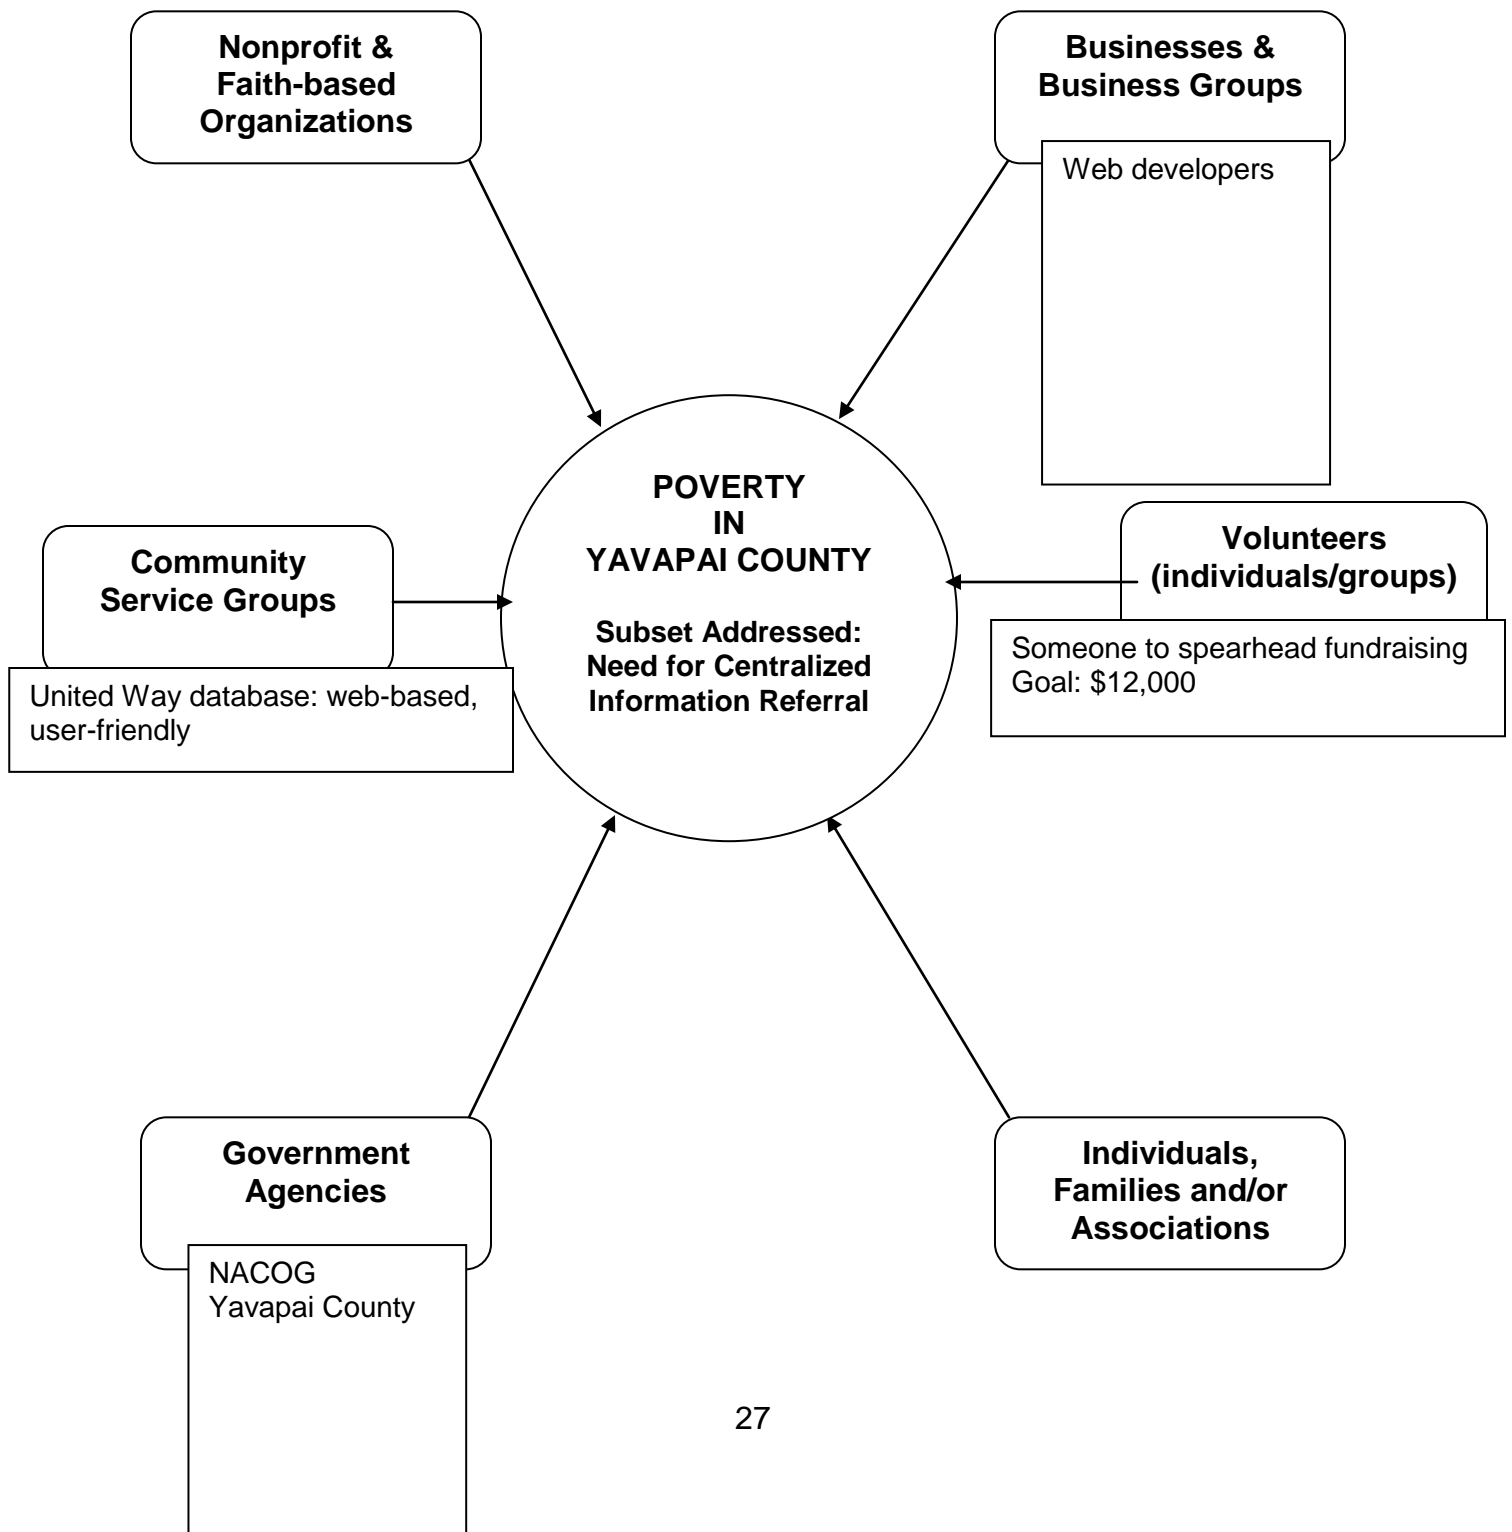 Nonprofit &
Faith-based
Organizations
Businesses &
Business Groups
Web developers
POVERTY
IN
YAVAPAI COUNTY
Subset Addressed:
Need for Centralized
Information Referral
Community
Service Groups
United Way database: web-based,
user-friendly
Volunteers
(individuals/groups)
Someone to spearhead fundraising
Goal: $12,000
Government
Agencies
NACOG
Yavapai County
Individuals,
Families and/or
Associations
27